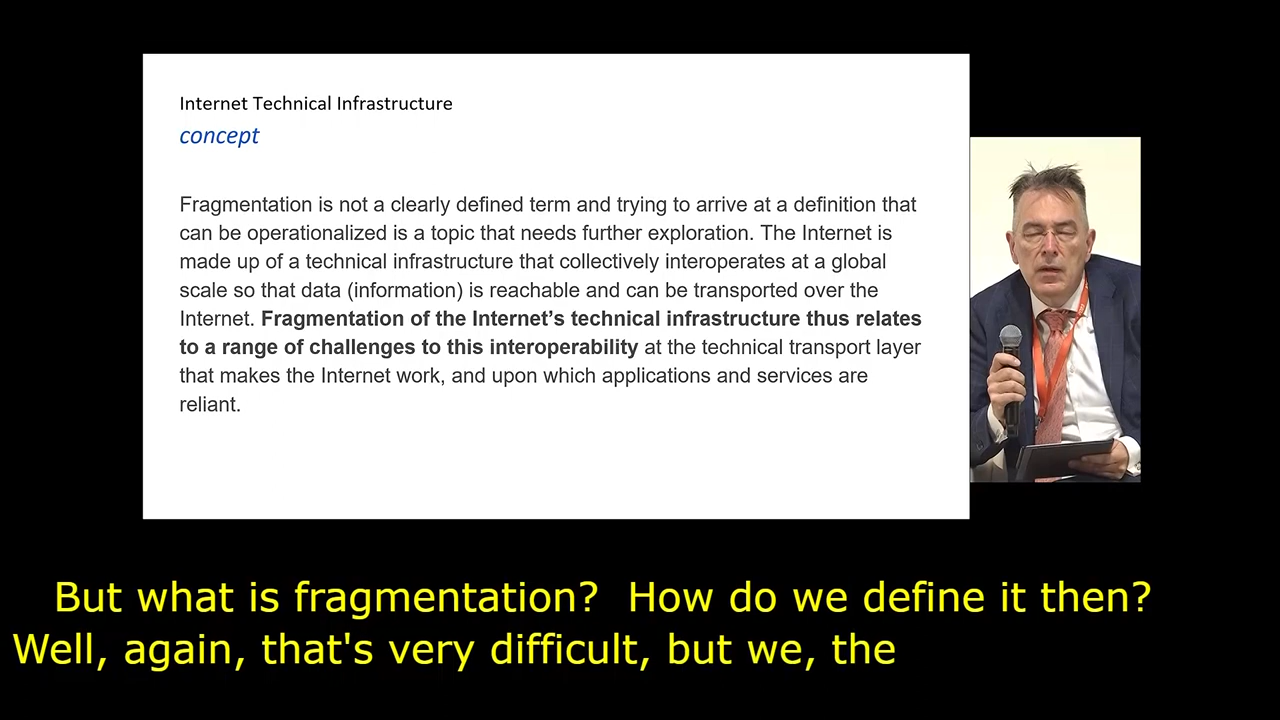 Internet Technical Infrastructure
concept
Fragmentation is not a clearly defined term and trying to arrive at a definition that
can be operationalized is a topic that needs further exploration. The Internet is
made up of a technical infrastructure that collectively interoperates at a global
scale so that data (information) is reachable and can be transported over the
Internet. Fragmentation of the Internet’s technical infrastructure thus relates
to a range of challenges to this interoperability at the technical transport layer
that makes the Internet work, and upon which applications and services are
reliant.
But what is fragmentation?  How do we define it then?
Well, again, that's very difficult, but we, the